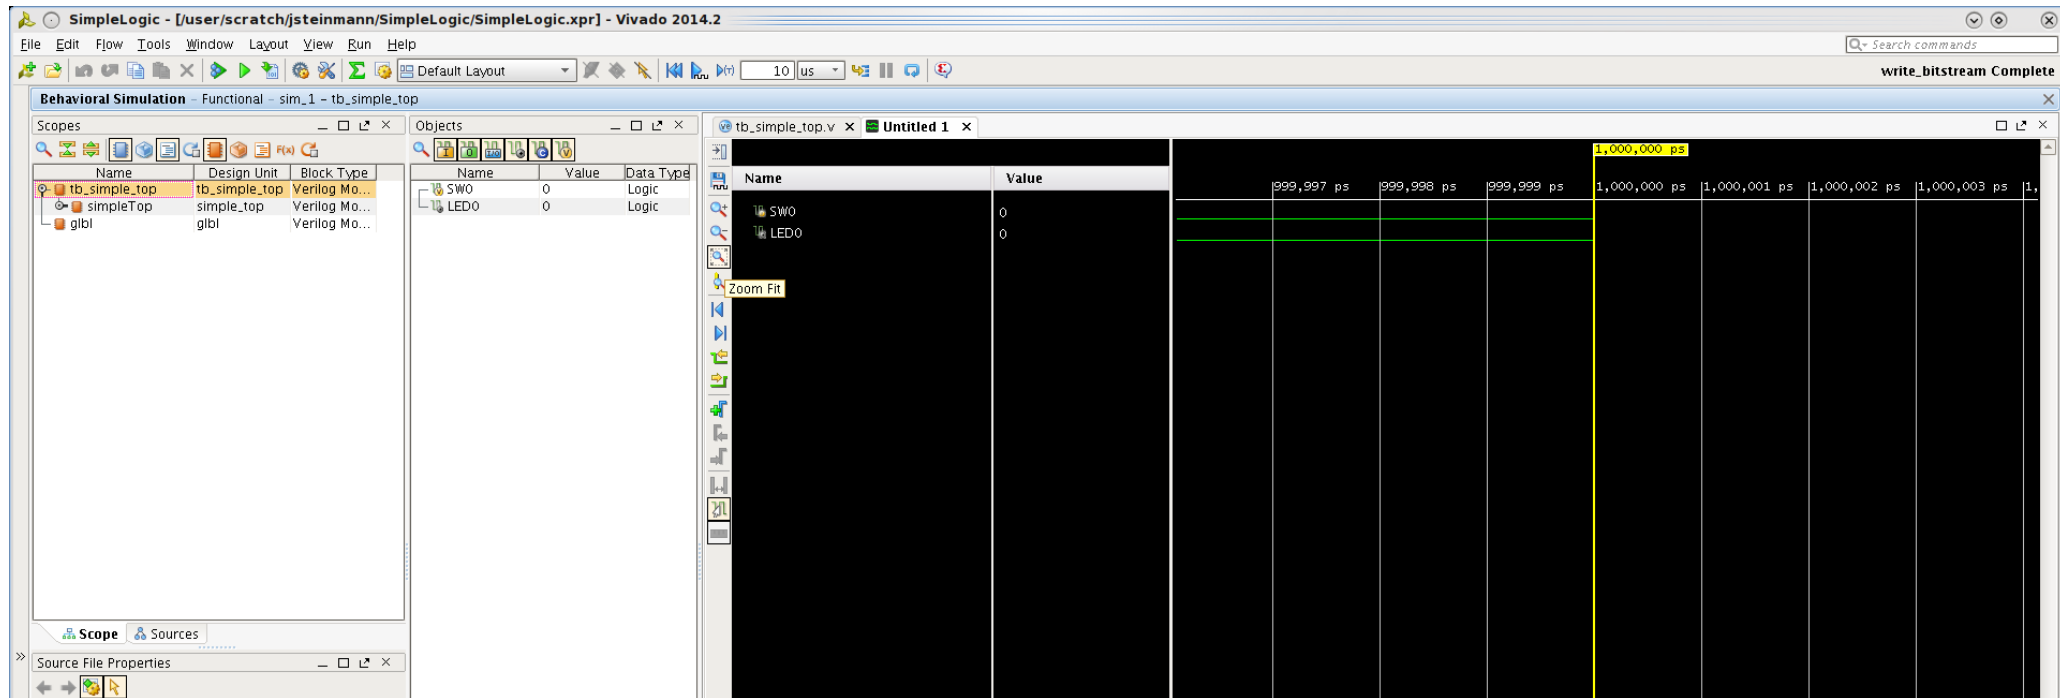 SimpleLogic - [/user/scratch/jsteinmann/SimpleLogic/SimpleLogic.xpr] - Vivado 2014.2
File Edit Flow Tools Window Layout View Run Help
Search commands
Default Layout
10 us
write_bitstream Complete
Behavioral Simulation - Functional - sim_1 - tb_simple_top
Scopes
Objects
tb_simple_top.v
Untitled 1
Name Design Unit Block Type
tb_simple_top tb_simple_top Verilog Mo...
simpleTop simple_top Verilog Mo...
glbl glbl Verilog Mo...
Name Value Data Type
SW0 0 Logic
LED0 0 Logic
1,000,000 ps
Name Value
999,997 ps 999,998 ps 999,999 ps 1,000,000 ps 1,000,001 ps 1,000,002 ps 1,000,003 ps 1,
SW0 0
LED0 0
Zoom Fit
Scope Sources
Source File Properties